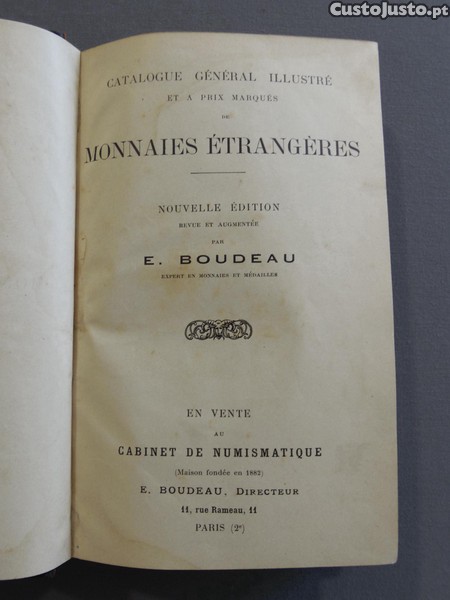 CustoJusto.pt
CATALOGUE GÉNÉRAL ILLUSTRÉ
ET A PRIX MARQUÉS
DE
MONNAIES ÉTRANGÈRES
NOUVELLE ÉDITION
REVUE ET AUGMENTÉE
PAR
E. BOUDEAU
EXPERT EN MONNAIES ET MÉDAILLES
EN VENTE
AU
CABINET DE NUMISMATIQUE
(Maison fondée en 1882)
E. BOUDEAU, DIRECTEUR
11, rue Rameau, 11
PARIS (2e)